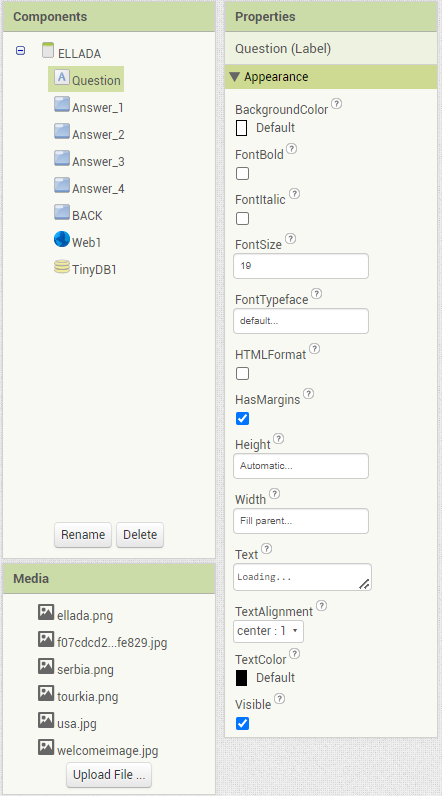 Components
ELLADA
A Question
Answer_1
Answer_2
Answer_3
Answer_4
BACK
Web1
TinyDB1
Rename Delete
Media
ellada.png
f07cdcd2...fe829.jpg
serbia.png
tourkia.png
usa.jpg
welcomeimage.jpg
Upload File ...
Properties
Question (Label)
Appearance
BackgroundColor ?
Default
FontBold ?
FontItalic ?
FontSize ?
19
FontTypeface ?
default...
HTMLFormat ?
HasMargins ?
Height ?
Automatic...
Width ?
Fill parent...
Text ?
Loading...
TextAlignment ?
center : 1
TextColor ?
Default
Visible ?